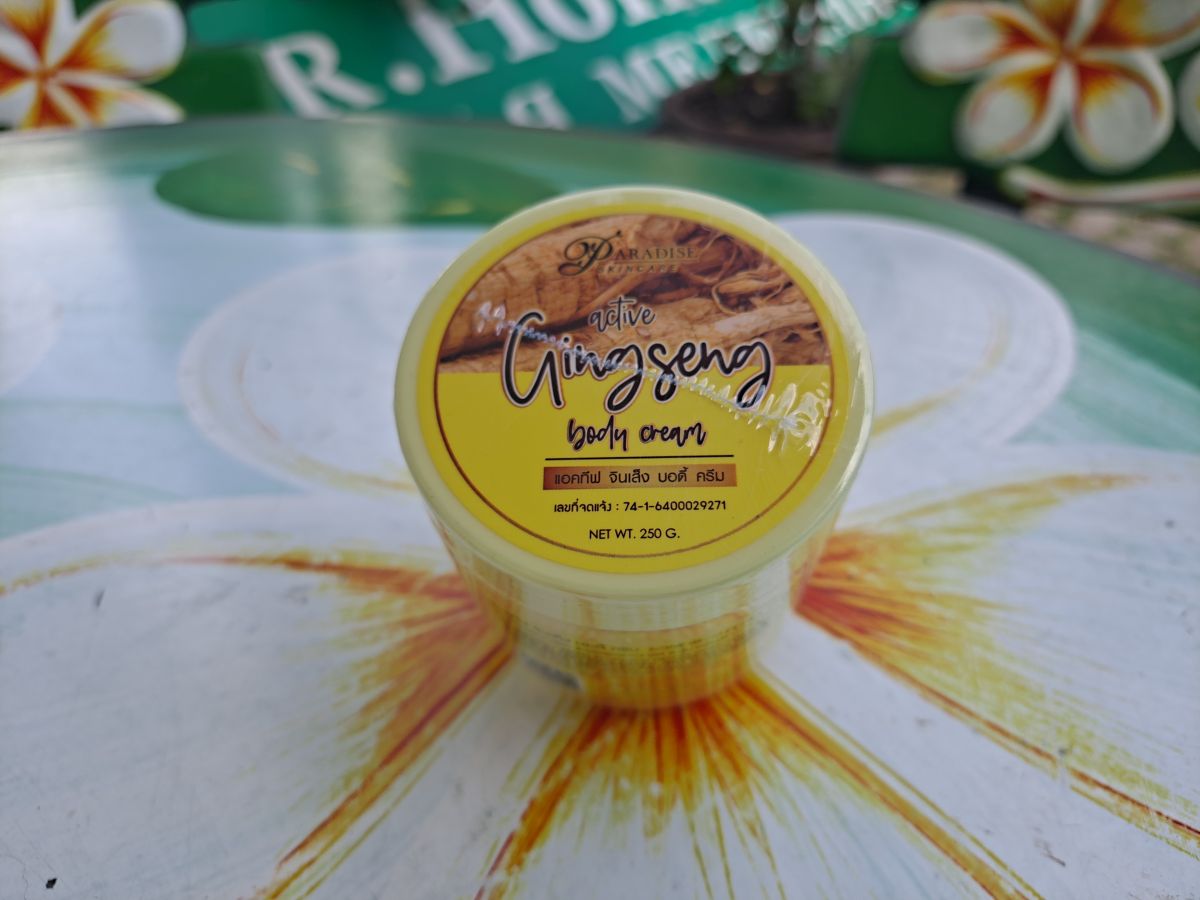 R.Hom
PARADISE
SKINCARE
active
Gingseng
body cream
แอคทีฟ จินเส็ง บอดี้ ครีม
เลขที่จดแจ้ง : 74-1-6400029271
NET WT. 250 G.